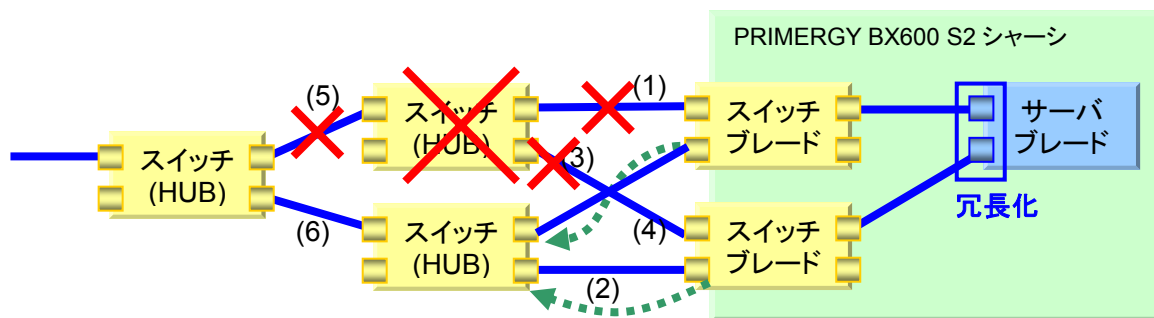 PRIMERGY BX600 S2 シャーシ
(5)
(1)
スイッチ
(HUB)
スイッチ
ブレード
サーバ
ブレード
スイッチ
(HUB)
(3)
冗長化
(6)
スイッチ
(HUB)
(4)
スイッチ
ブレード
(2)